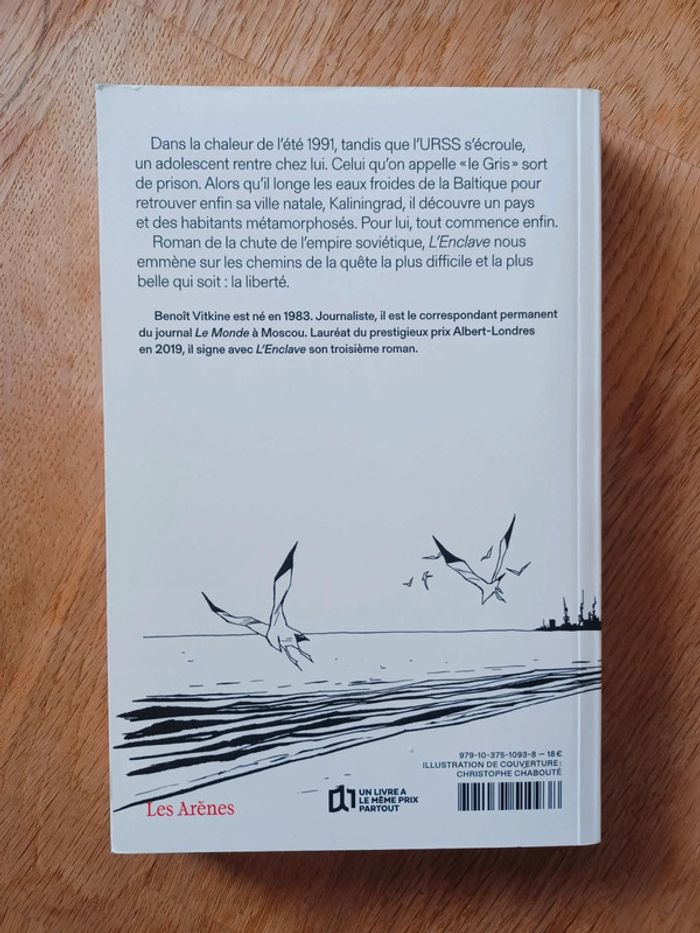 Dans la chaleur de l'été 1991, tandis que l'URSS s'écroule,
un adolescent rentre chez lui. Celui qu'on appelle « le Gris » sort
de prison. Alors qu'il longe les eaux froides de la Baltique pour
retrouver enfin sa ville natale, Kaliningrad, il découvre un pays
et des habitants métamorphosés. Pour lui, tout commence enfin.
Roman de la chute de l'empire soviétique, L'Enclave nous
emmène sur les chemins de la quête la plus difficile et la plus
belle qui soit : la liberté.
Benoît Vitkine est né en 1983. Journaliste, il est le correspondant permanent
du journal Le Monde à Moscou. Lauréat du prestigieux prix Albert-Londres
en 2019, il signe avec L'Enclave son troisième roman.
979-10-375-1093-8 — 18 €
ILLUSTRATION DE COUVERTURE :
CHRISTOPHE CHABOUTÉ
Les Arènes
UN LIVRE A
LE MÊME PRIX
PARTOUT